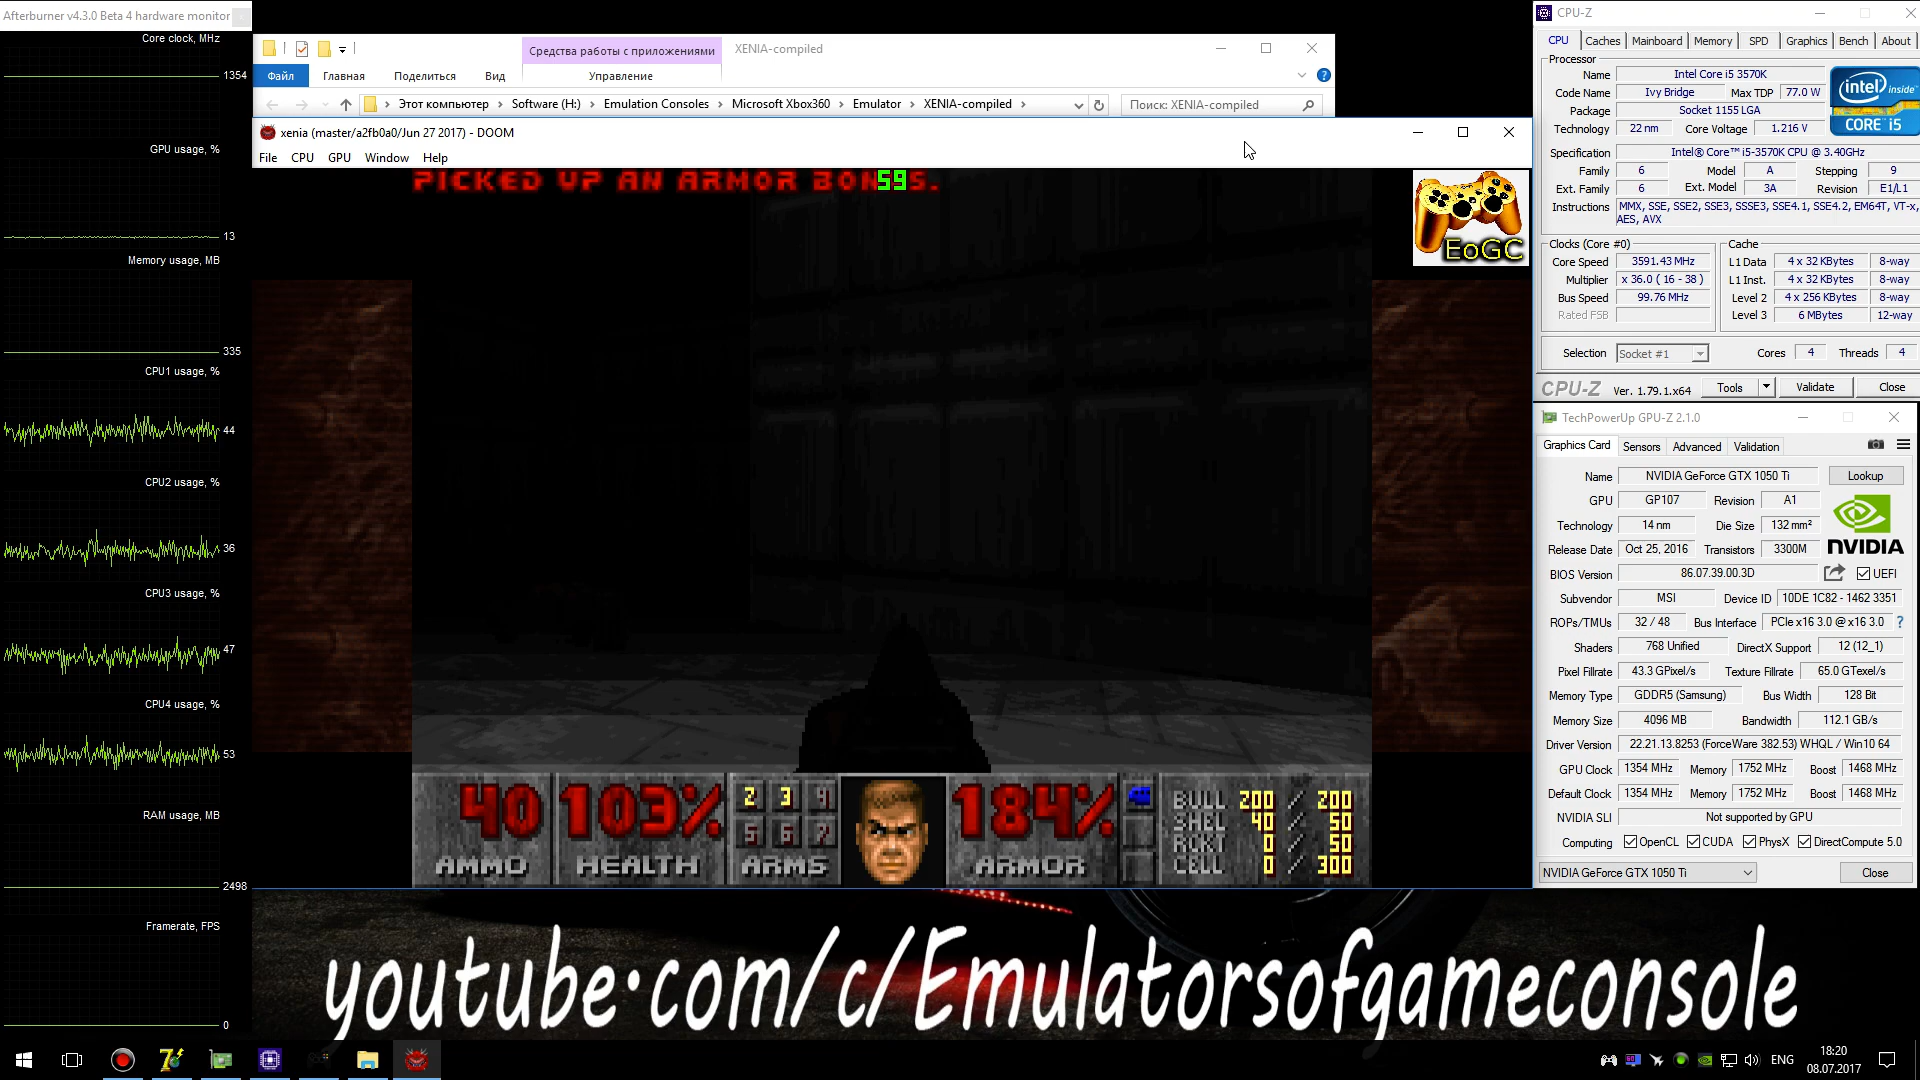 Afterburner v4.3.0 Beta 4 hardware monitor
Core clock, MHz
1354
GPU usage, %
13
Memory usage, MB
335
CPU1 usage, %
44
CPU2 usage, %
36
CPU3 usage, %
47
CPU4 usage, %
53
RAM usage, MB
2498
Framerate, FPS
0
Средства работы с приложениями
XENIA-compiled
Файл Главная Поделиться Вид Управление
Этот компьютер > Software (H:) > Emulation Consoles > Microsoft Xbox360 > Emulator > XENIA-compiled >
Поиск: XENIA-compiled
xenia (master/a2fb0a0/Jun 27 2017) - DOOM
File CPU GPU Window Help
PICKED UP AN ARMOR BON S.
59
EoGC
40 103% 2 3 4 184%
5 6 7
AMMO HEALTH ARMS ARMOR
BULL 200 / 200
SHEL 40 / 50
RCKT 0 / 50
CELL 0 / 300
CPU-Z
CPU Caches Mainboard Memory SPD Graphics Bench About
Processor
Name Intel Core i5 3570K
Code Name Ivy Bridge Max TDP 77.0 W
Package Socket 1155 LGA
Technology 22 nm Core Voltage 1.216 V
intel inside
CORE i5
Specification Intel® Core™ i5-3570K CPU @ 3.40GHz
Family 6 Model A Stepping 9
Ext. Family 6 Ext. Model 3A Revision E1/L1
Instructions MMX, SSE, SSE2, SSE3, SSSE3, SSE4.1, SSE4.2, EM64T, VT-x,
AES, AVX
Clocks (Core #0)
Core Speed 3591.43 MHz
Multiplier x 36.0 ( 16 - 38 )
Bus Speed 99.76 MHz
Rated FSB
Cache
L1 Data 4 x 32 KBytes 8-way
L1 Inst. 4 x 32 KBytes 8-way
Level 2 4 x 256 KBytes 8-way
Level 3 6 MBytes 12-way
Selection Socket #1 Cores 4 Threads 4
CPU-Z Ver. 1.79.1.x64 Tools Validate Close
TechPowerUp GPU-Z 2.1.0
Graphics Card Sensors Advanced Validation
Name NVIDIA GeForce GTX 1050 Ti Lookup
GPU GP107 Revision A1
Technology 14 nm Die Size 132 mm²
Release Date Oct 25, 2016 Transistors 3300M
NVIDIA
BIOS Version 86.07.39.00.3D UEFI
Subvendor MSI Device ID 10DE 1C82 - 1462 3351
ROPs/TMUs 32 / 48 Bus Interface PCIe x16 3.0 @ x16 3.0 ?
Shaders 768 Unified DirectX Support 12 (12_1)
Pixel Fillrate 43.3 GPixel/s Texture Fillrate 65.0 GTexel/s
Memory Type GDDR5 (Samsung) Bus Width 128 Bit
Memory Size 4096 MB Bandwidth 112.1 GB/s
Driver Version 22.21.13.8253 (ForceWare 382.53) WHQL / Win10 64
GPU Clock 1354 MHz Memory 1752 MHz Boost 1468 MHz
Default Clock 1354 MHz Memory 1752 MHz Boost 1468 MHz
NVIDIA SLI Not supported by GPU
Computing OpenCL CUDA PhysX DirectCompute 5.0
NVIDIA GeForce GTX 1050 Ti Close
youtube.com/c/Emulatorsofgameconsole
ENG
18:20
08.07.2017